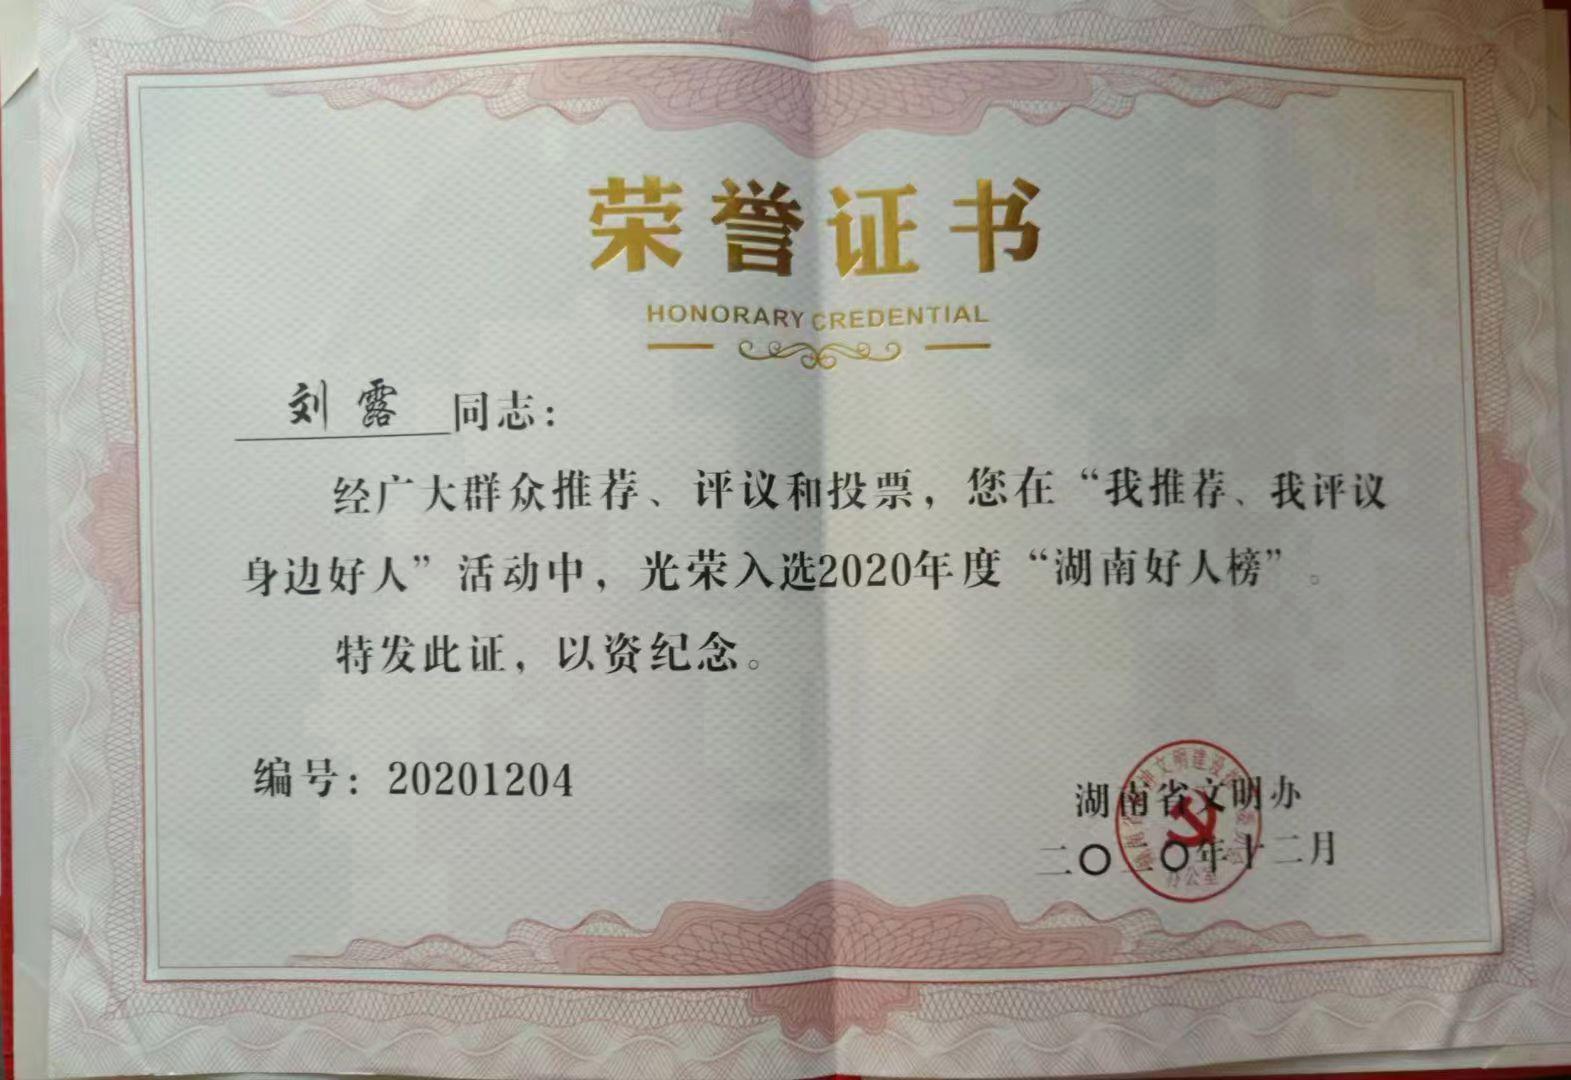 荣誉证书
HONORARY CREDENTIAL
刘露 同志：
经广大群众推荐、评议和投票，您在“我推荐、我评议
身边好人”活动中，光荣入选2020年度“湖南好人榜”。
特发此证，以资纪念。
编号：20201204
湖南省文明办
二〇二〇年十二月
办公室